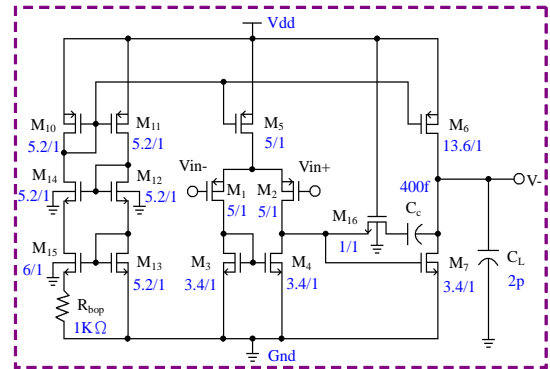 Vdd
M10
5.2/1
M11
5.2/1
M5
5/1
M6
13.6/1
M14
5.2/1
M12
5.2/1
Vin-
M1
5/1
Vin+
M2
5/1
400f
Cc
V-
M16
1/1
M15
6/1
M13
5.2/1
M3
3.4/1
M4
3.4/1
M7
3.4/1
CL
2p
Rbop
1KΩ
Gnd